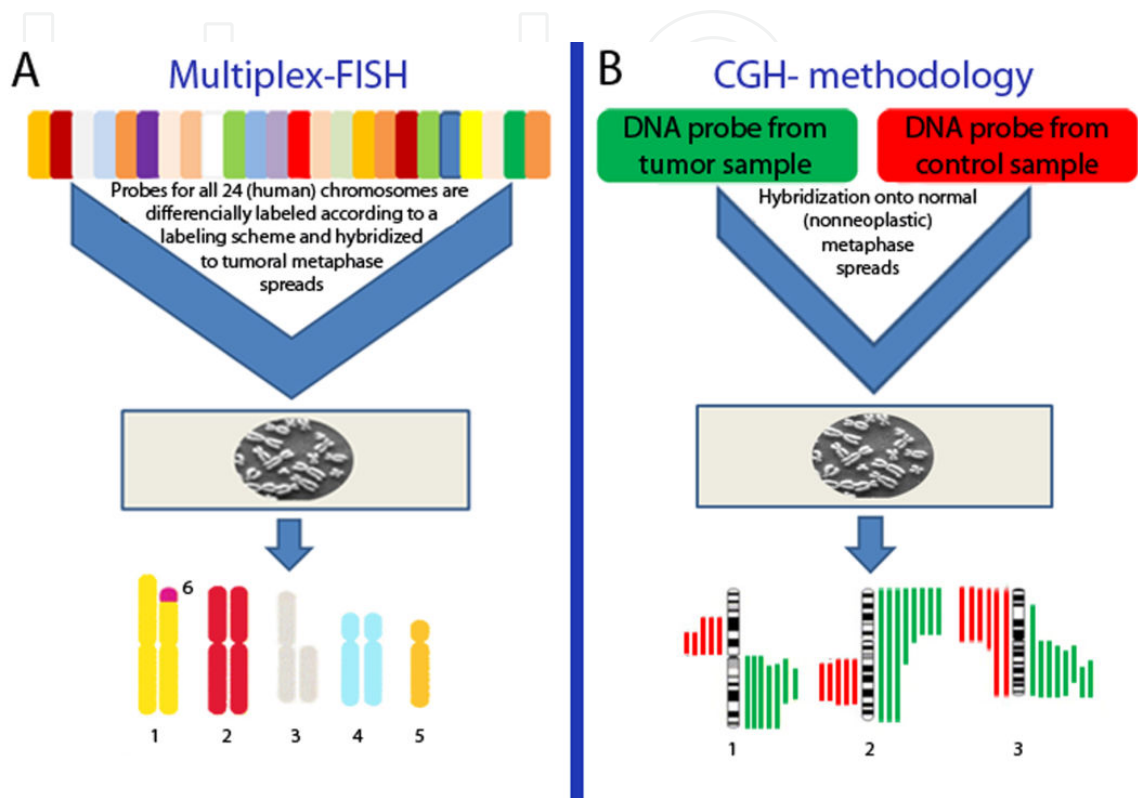 A
Multiplex-FISH
Probes for all 24 (human) chromosomes are
differencially labeled according to a
labeling scheme and hybridized
to tumoral metaphase
spreads
6
1 2 3 4 5
B
CGH- methodology
DNA probe from
tumor sample
DNA probe from
control sample
Hybridization onto normal
(nonneoplastic)
metaphase
spreads
1 2 3